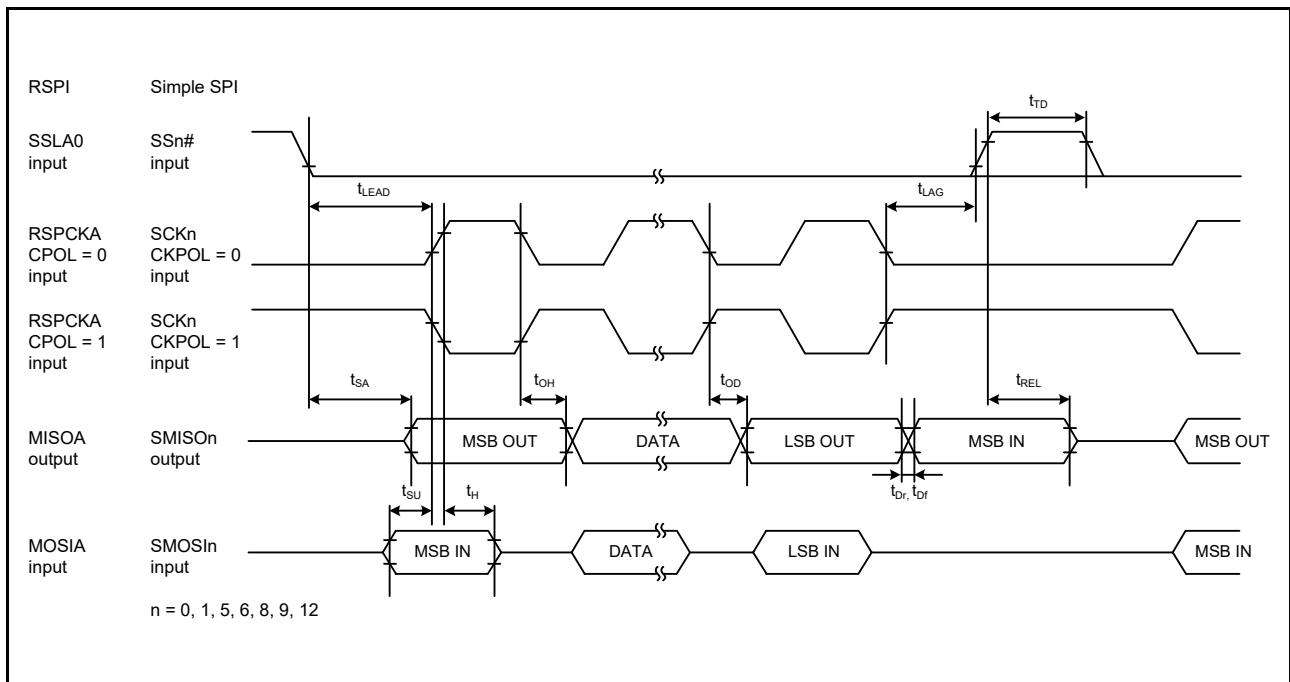 RSPI Simple SPI
tTD
SSLA0 SSn#
input input
tLEAD
tLAG
RSPCKA SCKn
CPOL = 0 CKPOL = 0
input input
RSPCKA SCKn
CPOL = 1 CKPOL = 1
input input
tSA tOH tOD tREL
MISOA SMISOn
output output
MSB OUT DATA LSB OUT MSB IN MSB OUT
tSU tH tDr, tDf
MOSIA SMOSIn
input input
MSB IN DATA LSB IN MSB IN
n = 0, 1, 5, 6, 8, 9, 12